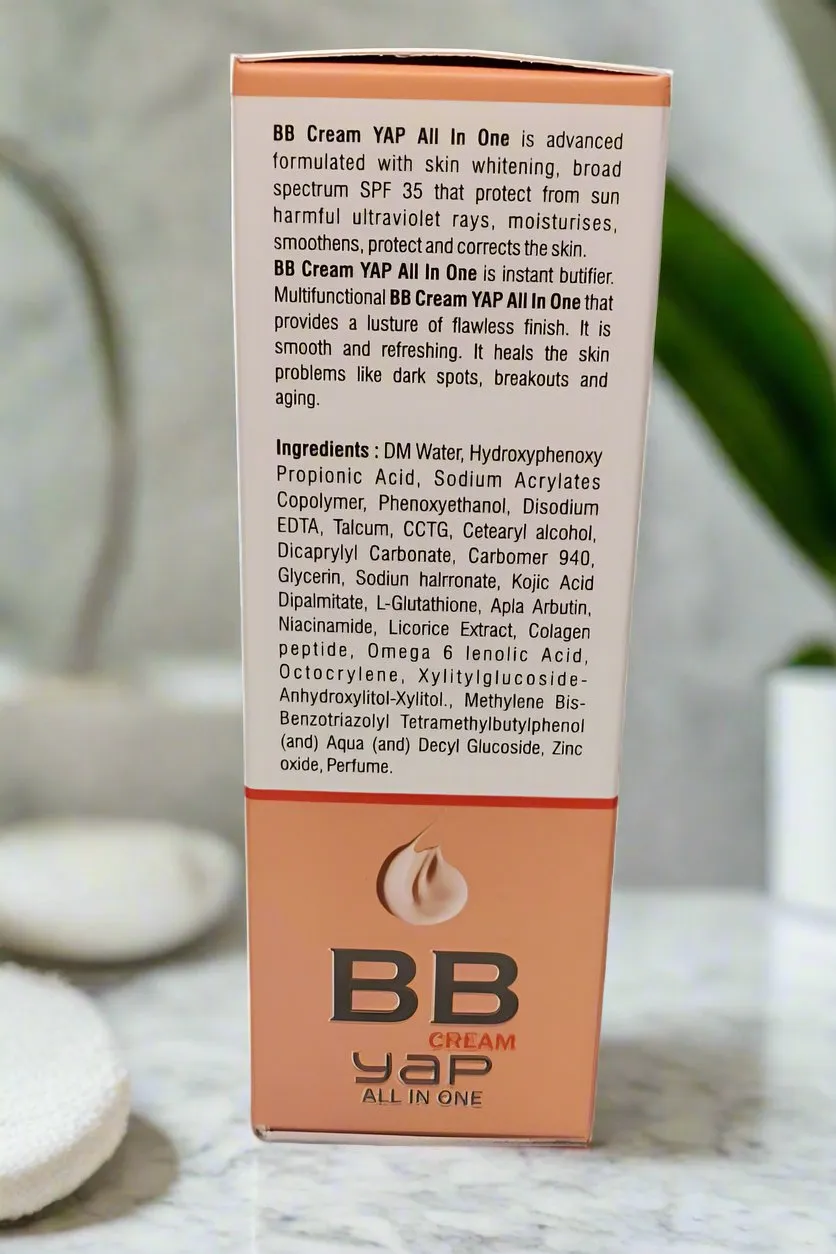 BB Cream YAP All In One is advanced
formulated with skin whitening, broad
spectrum SPF 35 that protect from sun
harmful ultraviolet rays, moisturises,
smoothens, protect and corrects the skin.
BB Cream YAP All In One is instant butifier.
Multifunctional BB Cream YAP All In One that
provides a lusture of flawless finish. It is
smooth and refreshing. It heals the skin
problems like dark spots, breakouts and
aging.
Ingredients : DM Water, Hydroxyphenoxy
Propionic Acid, Sodium Acrylates
Copolymer, Phenoxyethanol, Disodium
EDTA, Talcum, CCTG, Cetearyl alcohol,
Dicaprylyl Carbonate, Carbomer 940,
Glycerin, Sodiun halrronate, Kojic Acid
Dipalmitate, L-Glutathione, Apla Arbutin,
Niacinamide, Licorice Extract, Colagen
peptide, Omega 6 lenolic Acid,
Octocrylene, Xylitylglucoside-
Anhydroxylitol-Xylitol., Methylene Bis-
Benzotriazolyl Tetramethylbutylphenol
(and) Aqua (and) Decyl Glucoside, Zinc
oxide, Perfume.
BB
CREAM
yap
ALL IN ONE